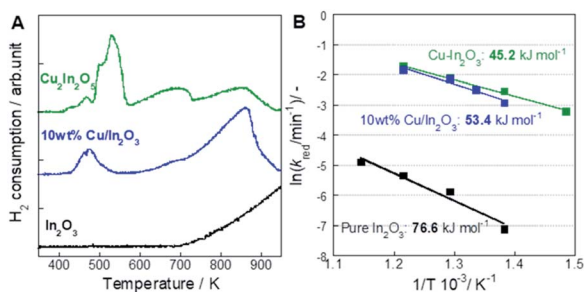 A
Cu₂In₂O₅
10wt% Cu/In₂O₃
In₂O₃
H₂ consumption / arb.unit
400 500 600 700 800 900
Temperature / K
B
0
-1
-2
-3
-4
-5
-6
-7
-8
ln(k_red/min⁻¹)/-
Cu-In₂O₃: 45.2 kJ mol⁻¹
10wt% Cu/In₂O₃: 53.4 kJ mol⁻¹
Pure In₂O₃: 76.6 kJ mol⁻¹
1.1 1.2 1.3 1.4 1.5
1/T 10⁻³/ K⁻¹